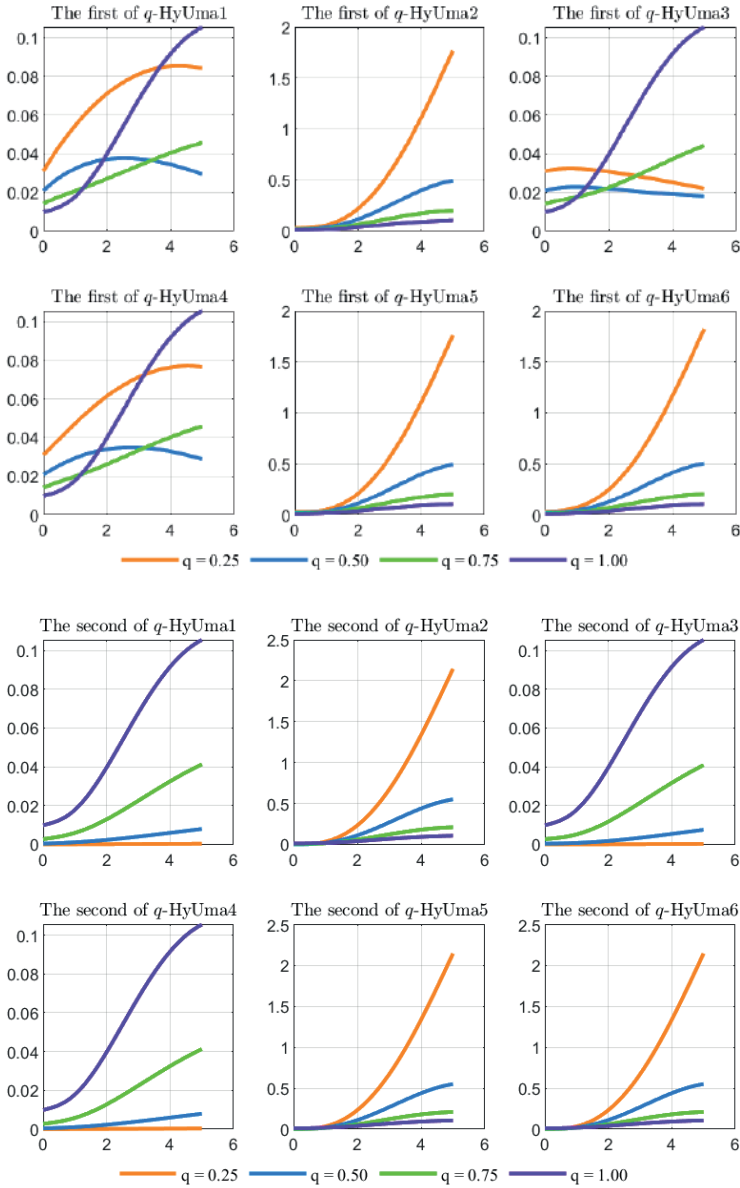 The first of q-HyUma1 The first of q-HyUma2 The first of q-HyUma3
0.1 2 0.1
0.08 1.5 0.08
0.06 0.06
1
0.04 0.04
0.5
0.02 0.02
0 0 0
0 2 4 6 0 2 4 6 0 2 4 6
The first of q-HyUma4 The first of q-HyUma5 The first of q-HyUma6
0.1 2 2
0.08 1.5 1.5
0.06
1 1
0.04
0.5 0.5
0.02
0 0 0
0 2 4 6 0 2 4 6 0 2 4 6
q = 0.25 q = 0.50 q = 0.75 q = 1.00
The second of q-HyUma1 The second of q-HyUma2 The second of q-HyUma3
0.1 2.5 0.1
0.08 2 0.08
0.06 1.5 0.06
0.04 1 0.04
0.02 0.5 0.02
0 0 0
0 2 4 6 0 2 4 6 0 2 4 6
The second of q-HyUma4 The second of q-HyUma5 The second of q-HyUma6
0.1 2.5 2.5
0.08 2 2
0.06 1.5 1.5
0.04 1 1
0.02 0.5 0.5
0 0 0
0 2 4 6 0 2 4 6 0 2 4 6
q = 0.25 q = 0.50 q = 0.75 q = 1.00